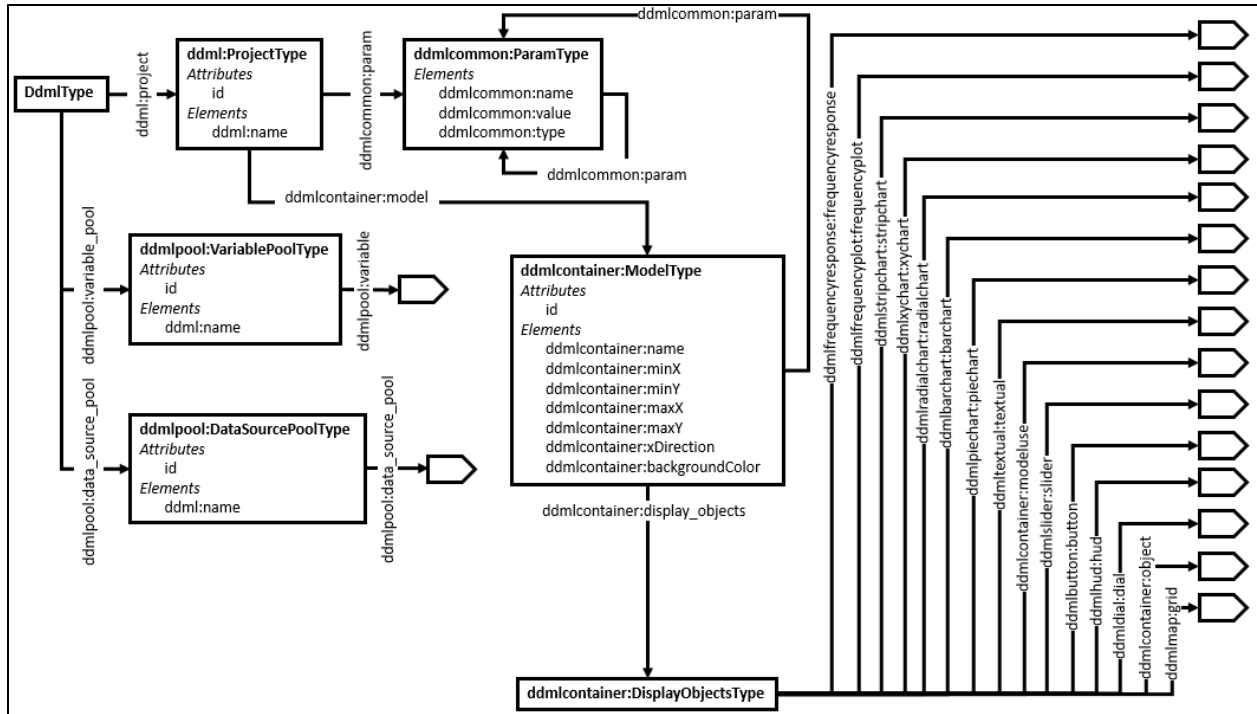 ddmlcommon:param
ddml:ProjectType
Attributes
id
Elements
ddml:name
ddmlcommon:ParamType
Elements
ddmlcommon:name
ddmlcommon:value
ddmlcommon:type
DdmlType
ddml:project
ddmlcommon:param
ddmlcommon:param
ddmlcontainer:model
ddmlpool:variable_pool
ddmlpool:VariablePoolType
Attributes
id
Elements
ddml:name
ddmlpool:variable
ddmlcontainer:ModelType
Attributes
id
Elements
ddmlcontainer:name
ddmlcontainer:minX
ddmlcontainer:minY
ddmlcontainer:maxX
ddmlcontainer:maxY
ddmlcontainer:xDirection
ddmlcontainer:backgroundColor
ddmlpool:data_source_pool
ddmlpool:DataSourcePoolType
Attributes
id
Elements
ddml:name
ddmlpool:data_source_pool
ddmlcontainer:display_objects
ddmlcontainer:DisplayObjectsType
ddmlfrequencyresponse:frequencyresponse
ddmlfrequencyplot:frequencyplot
ddmlstripchart:stripchart
ddmlxychart:xychart
ddmlradialchart:radialchart
ddmlbarchart:barchart
ddmlpiechart:piechart
ddmltextual:textual
ddmlcontainer:modeluse
ddmlslider:slider
ddmlbutton:button
ddmlhud:hud
ddmldial:dial
ddmlcontainer:object
ddmlmap:grid